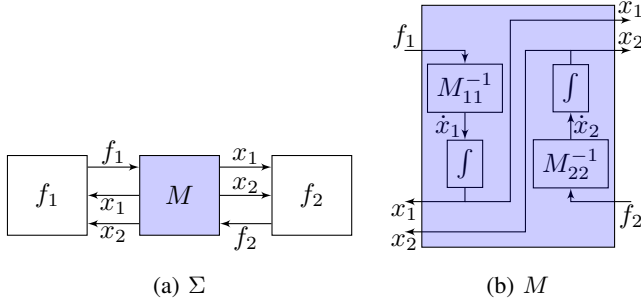 f₁ x₁
f₁ M f₂
x₁ x₂
x₂ f₂
(a) Σ
x₁
f₁ x₂
M₁₁⁻¹ ∫
ẋ₁ ẋ₂
∫ M₂₂⁻¹
x₁ f₂
x₂
(b) M